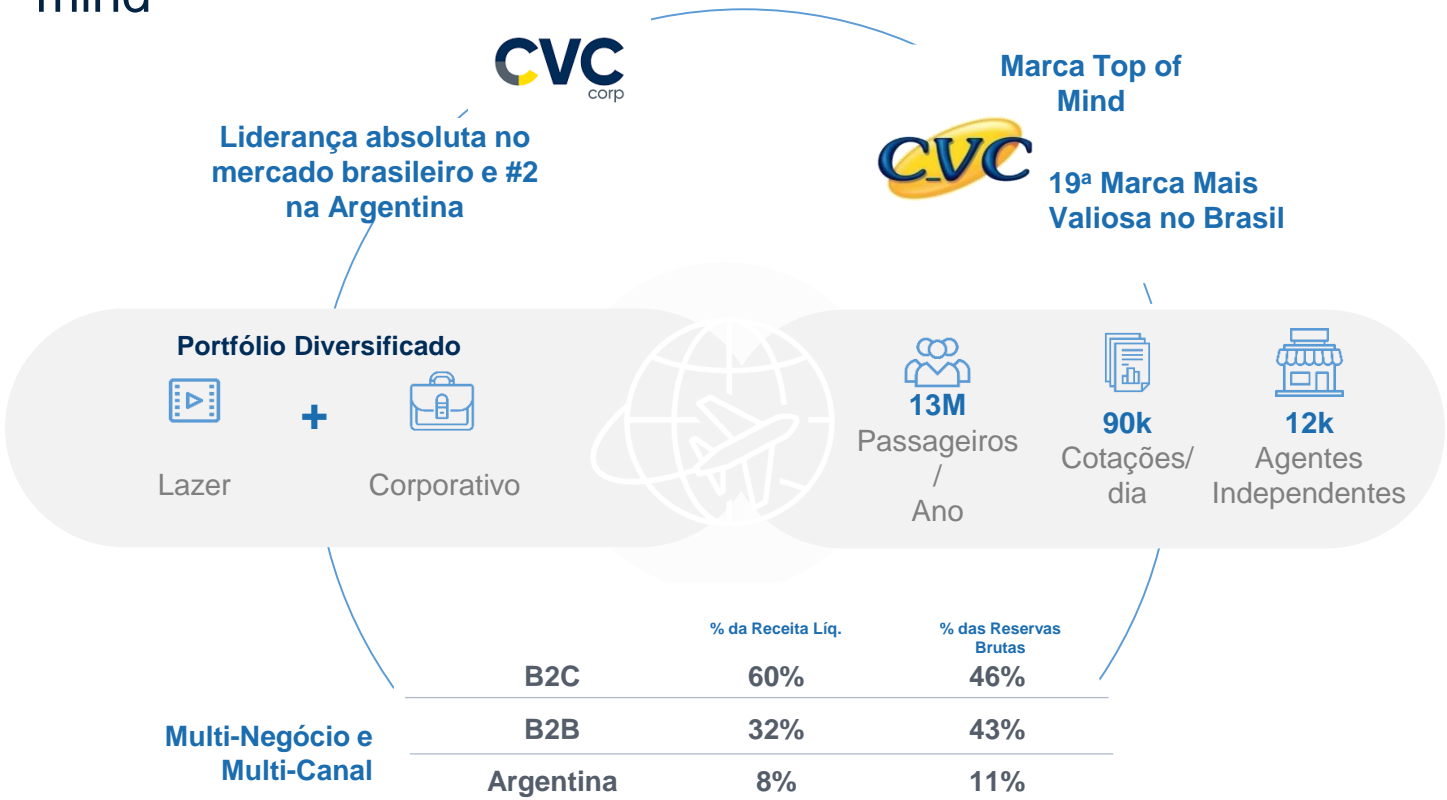 mind
CVC
corp
Marca Top of
Mind
Liderança absoluta no
mercado brasileiro e #2
na Argentina
CVC
19ª Marca Mais
Valiosa no Brasil
Portfólio Diversificado
+
Lazer
Corporativo
13M
Passageiros
/
Ano
90k
Cotações/
dia
12k
Agentes
Independentes
% da Receita Líq.
% das Reservas
Brutas
B2C 60% 46%
B2B 32% 43%
Multi-Negócio e
Multi-Canal
Argentina 8% 11%